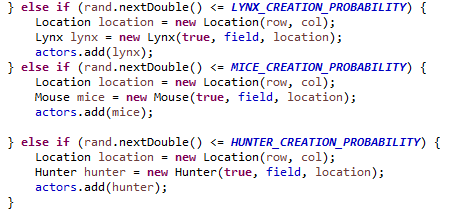 } else if (rand.nextDouble() <= LYNX_CREATION_PROBABILITY) {
Location location = new Location(row, col);
Lynx lynx = new Lynx(true, field, location);
actors.add(lynx);
} else if (rand.nextDouble() <= MICE_CREATION_PROBABILITY) {
Location location = new Location(row, col);
Mouse mice = new Mouse(true, field, location);
actors.add(mice);
} else if (rand.nextDouble() <= HUNTER_CREATION_PROBABILITY) {
Location location = new Location(row, col);
Hunter hunter = new Hunter(true, field, location);
actors.add(hunter);
}